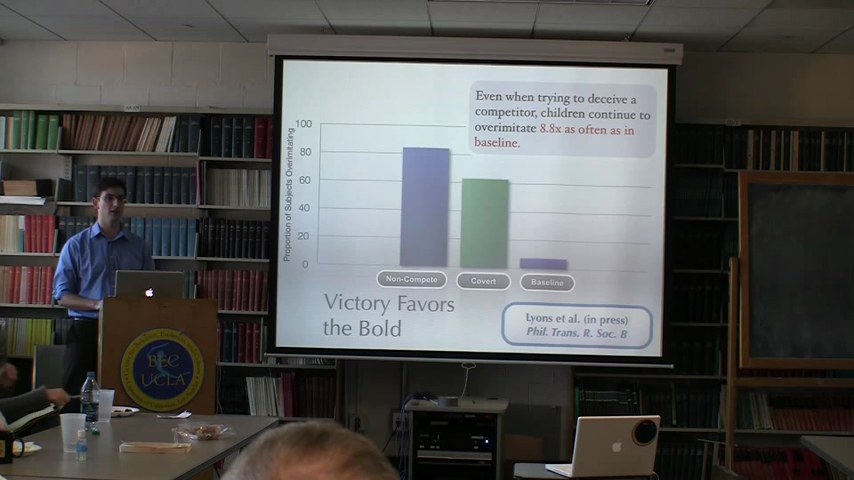 Even when trying to deceive a
competitor, children continue to
overimitate 8.8x as often as in
baseline.
Proportion of Subjects Overimitating
100
80
60
40
20
0
Non-Compete
Covert
Baseline
Victory Favors
the Bold
Lyons et al. (in press)
Phil. Trans. R. Soc. B
BEC
UCLA